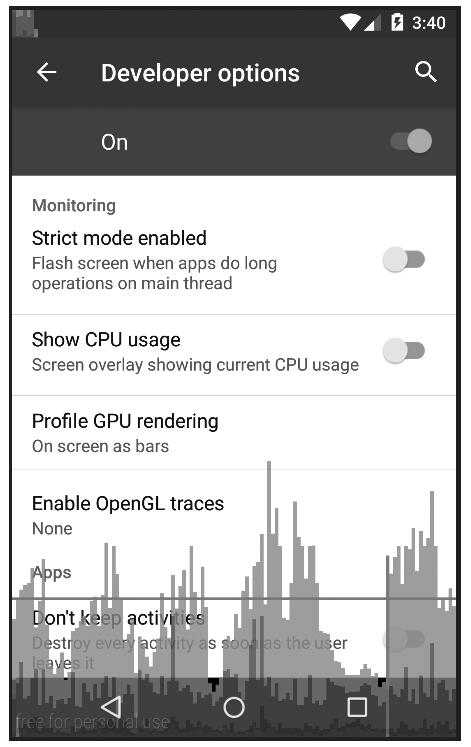 3:40
Developer options
On
Monitoring
Strict mode enabled
Flash screen when apps do long
operations on main thread
Show CPU usage
Screen overlay showing current CPU usage
Profile GPU rendering
On screen as bars
Enable OpenGL traces
None
Apps
Don't keep activities
Destroy every activity as soon as the user
leaves it
free for personal use